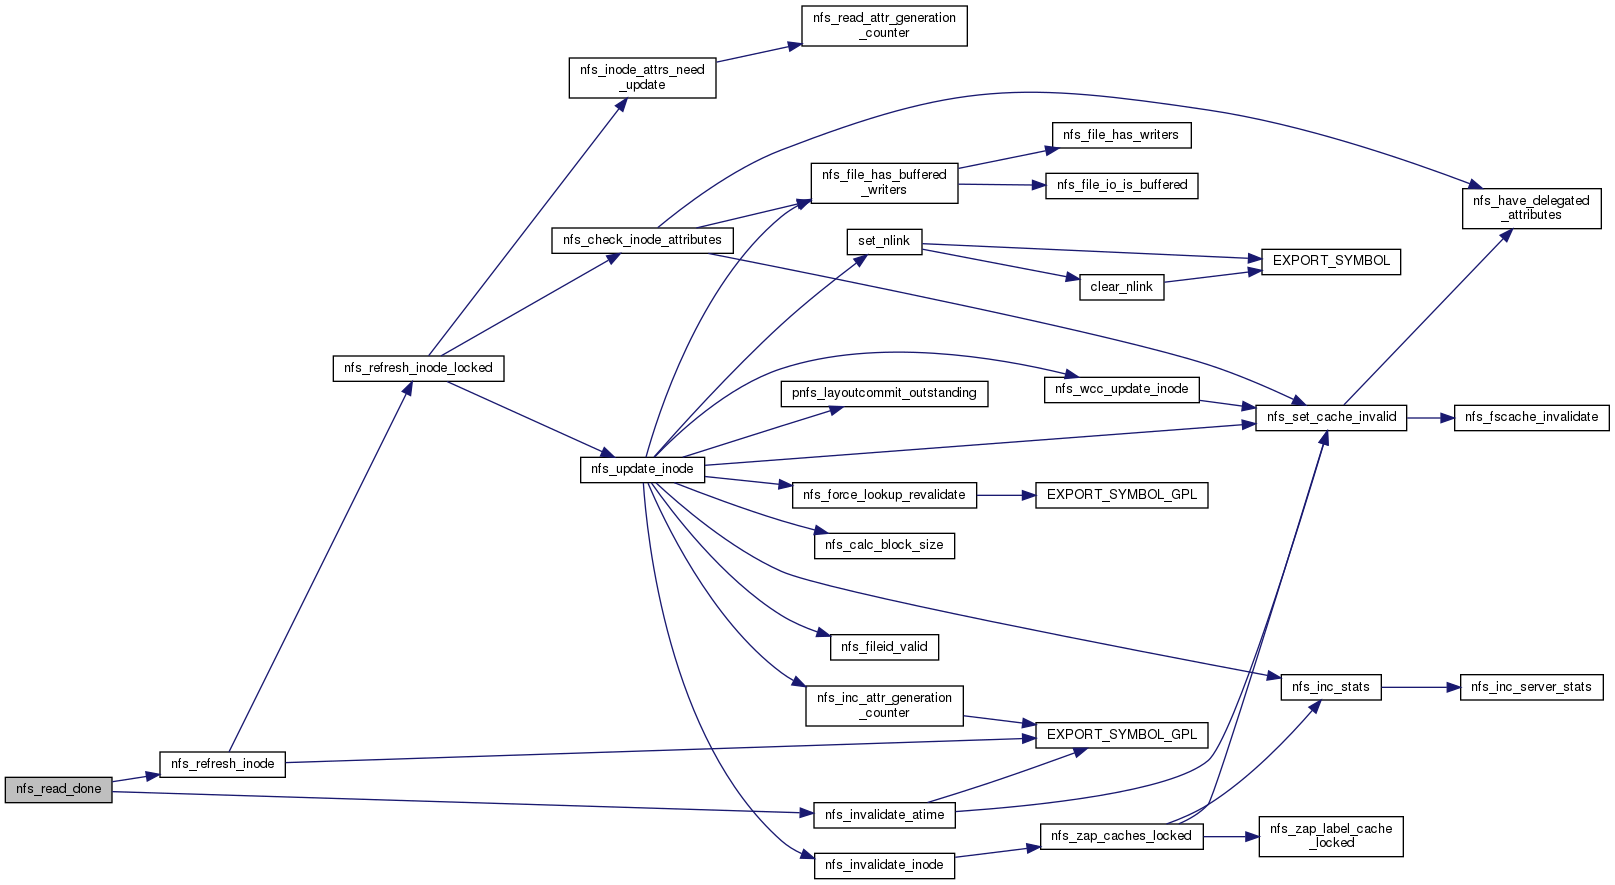 nfs_read_attr_generation
_counter
nfs_inode_attrs_need
_update
nfs_file_has_writers
nfs_file_has_buffered
_writers
nfs_file_io_is_buffered
nfs_have_delegated
_attributes
nfs_check_inode_attributes
set_nlink
EXPORT_SYMBOL
clear_nlink
nfs_refresh_inode_locked
nfs_wcc_update_inode
pnfs_layoutcommit_outstanding
nfs_set_cache_invalid
nfs_fscache_invalidate
nfs_update_inode
nfs_force_lookup_revalidate
EXPORT_SYMBOL_GPL
nfs_calc_block_size
nfs_fileid_valid
nfs_inc_stats
nfs_inc_server_stats
nfs_inc_attr_generation
_counter
EXPORT_SYMBOL_GPL
nfs_refresh_inode
nfs_read_done
nfs_invalidate_atime
nfs_zap_caches_locked
nfs_zap_label_cache
_locked
nfs_invalidate_inode